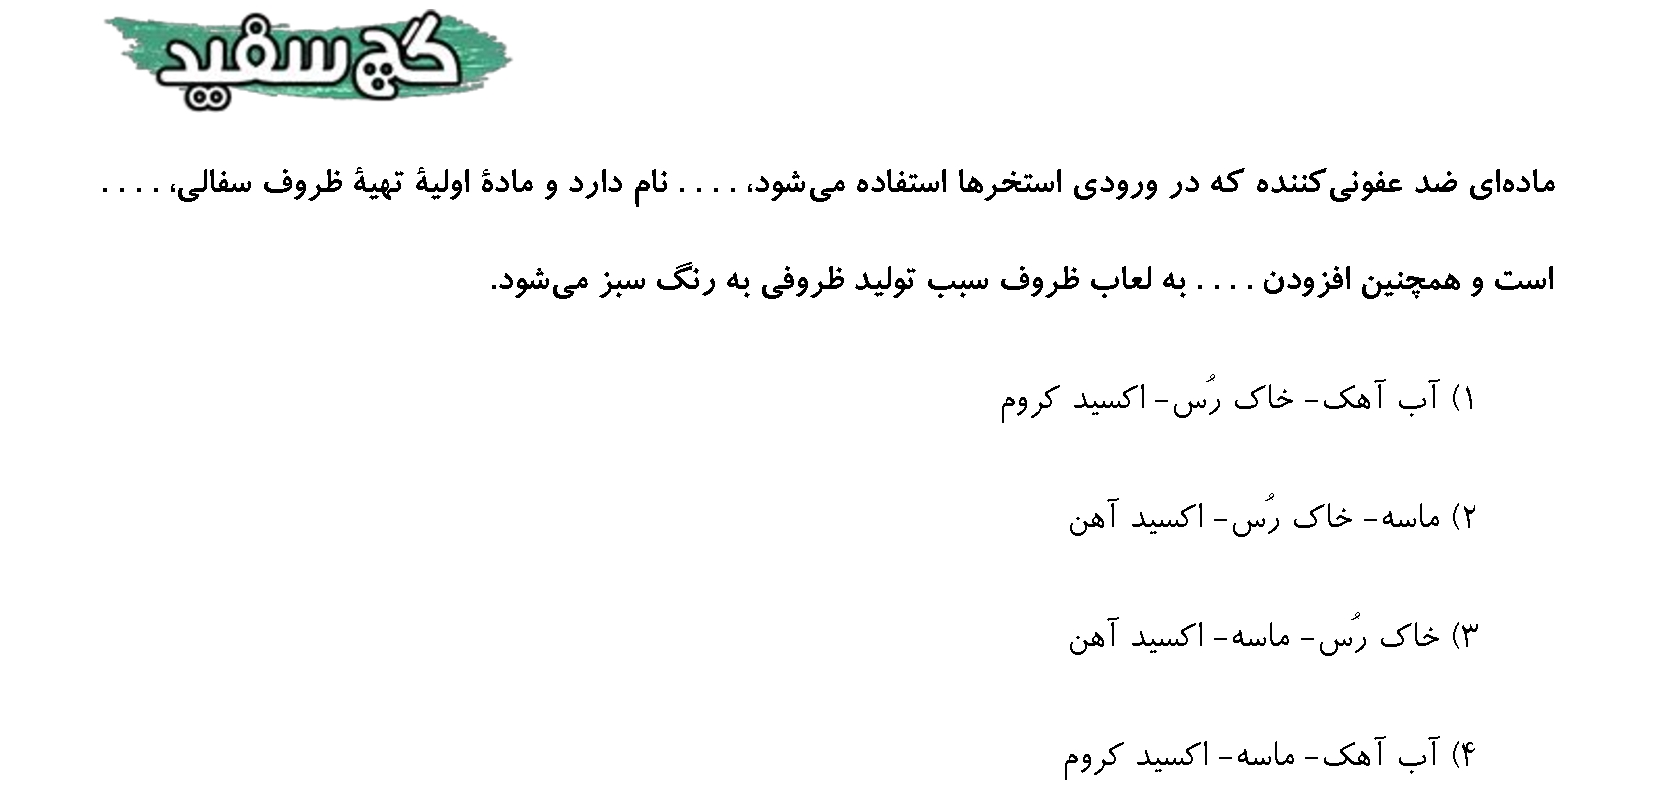 گچ سفید
ماده‌ای ضد عفونی‌کننده که در ورودی استخرها استفاده می‌شود، . . . . نام دارد و مادهٔ اولیهٔ تهیهٔ ظروف سفالی، . . . .
است و همچنین افزودن . . . . به لعاب ظروف سبب تولید ظروفی به رنگ سبز می‌شود.
۱) آب آهک- خاک رُس- اکسید کروم
۲) ماسه- خاک رُس- اکسید آهن
۳) خاک رُس- ماسه- اکسید آهن
۴) آب آهک- ماسه- اکسید کروم